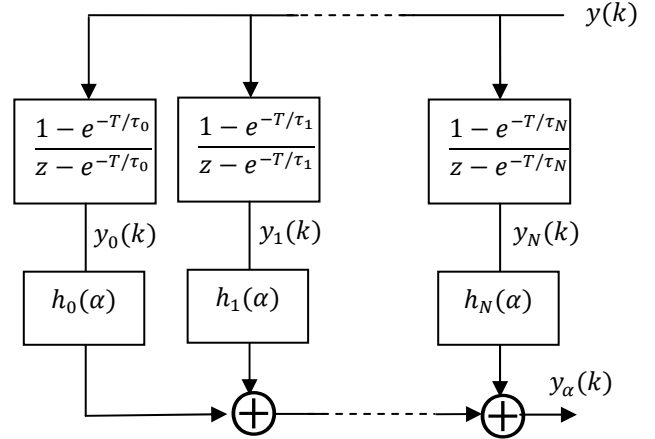 y(k)
1 − e^{−T/τ_0}
z − e^{−T/τ_0}
1 − e^{−T/τ_1}
z − e^{−T/τ_1}
1 − e^{−T/τ_N}
z − e^{−T/τ_N}
y_0(k)
y_1(k)
y_N(k)
h_0(α)
h_1(α)
h_N(α)
y_α(k)